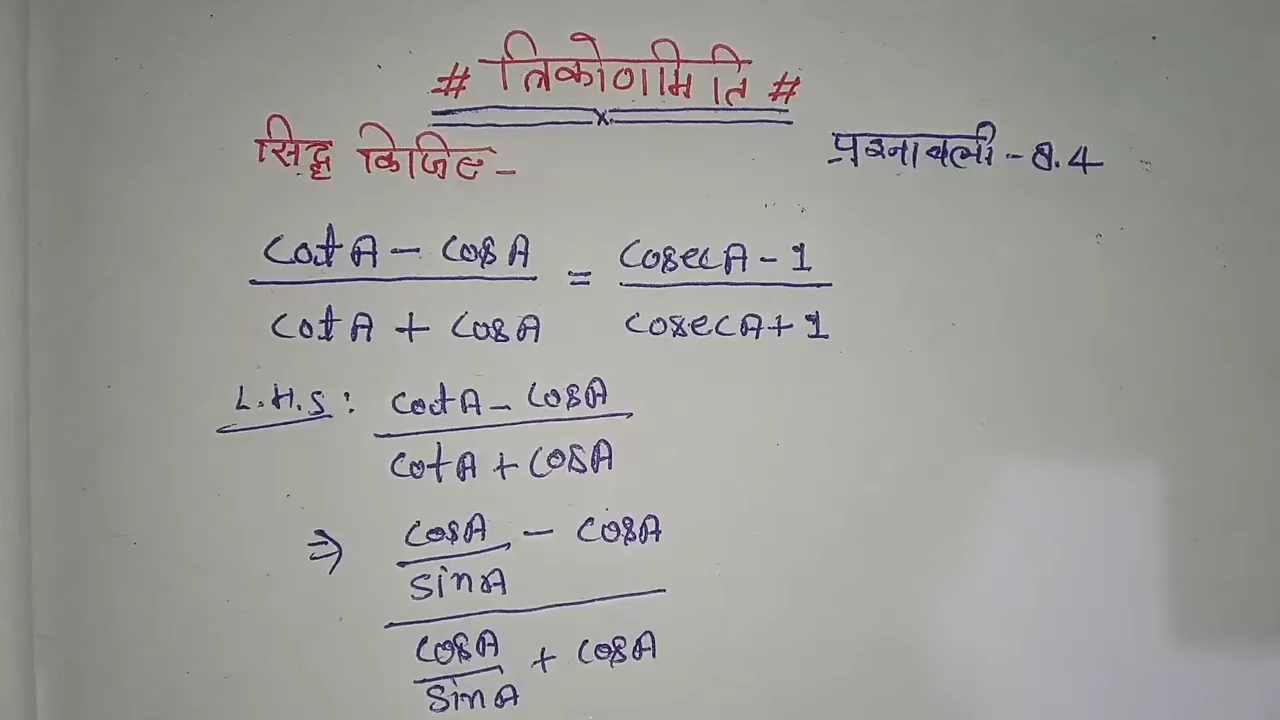 # त्रिकोणमिति #
सिद्ध किजिए - प्रश्नावली - 8.4
cotA - cosA / cotA + cosA = cosecA - 1 / cosecA + 1
L.H.S : cotA - cosA / cotA + cosA
⇒ cosA / sinA - cosA
cosA / sinA + cosA